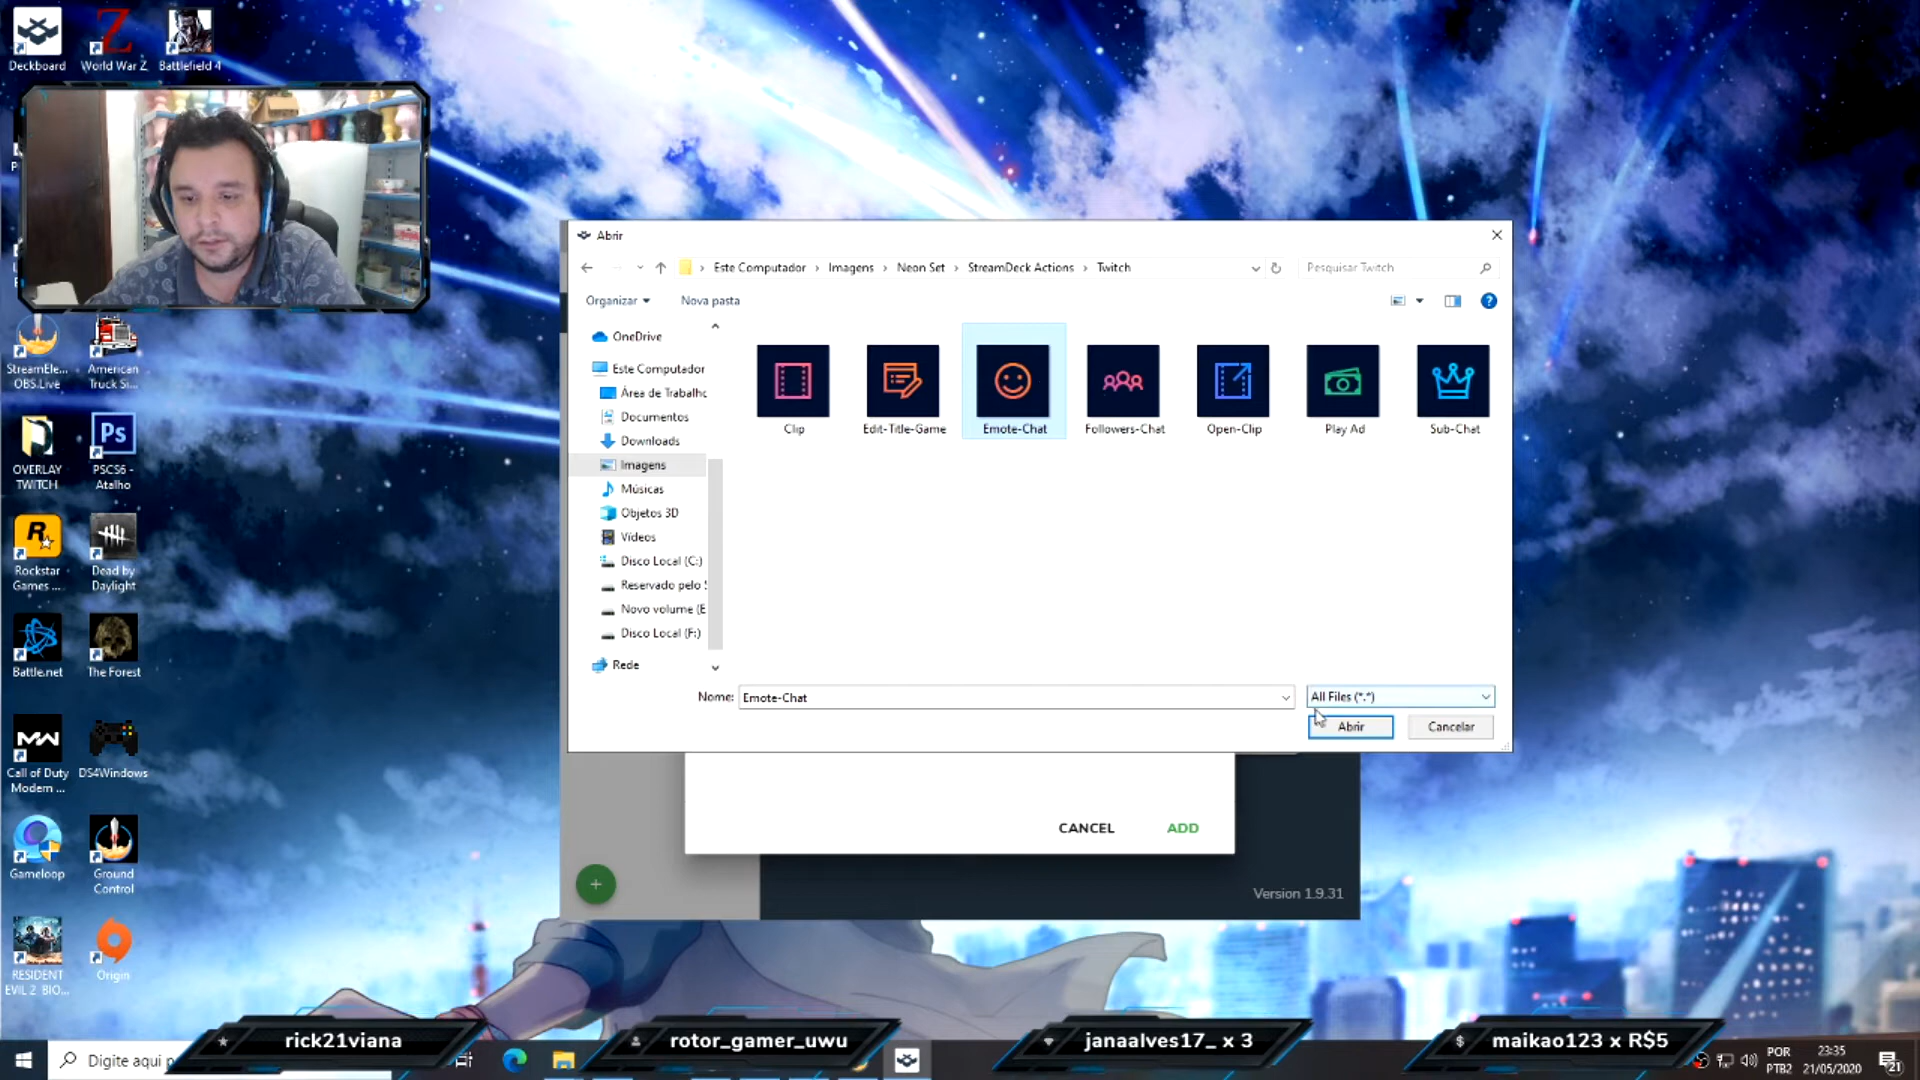 Deckboard
World War Z
Battlefield 4
StreamEle...
OBS.Live
American
Truck Si...
OVERLAY
TWITCH
Ps
PSCS6 -
Atalho
R
Rockstar
Games ...
Dead by
Daylight
Battle.net
The Forest
MW
Call of Duty
Modern ...
DS4Windows
Gameloop
Ground
Control
RESIDENT
EVIL 2 BIO...
Origin
Abrir
Este Computador
Imagens
Neon Set
StreamDeck Actions
Twitch
Pesquisar Twitch
Organizar
Nova pasta
OneDrive
Este Computador
Área de Trabalho
Documentos
Downloads
Imagens
Músicas
Objetos 3D
Vídeos
Disco Local (C:)
Reservado pelo
Novo volume (E
Disco Local (F:)
Rede
Clip
Edit-Title-Game
Emote-Chat
Followers-Chat
Open-Clip
Play Ad
Sub-Chat
Nome:
Emote-Chat
All Files (*.*)
Abrir
Cancelar
CANCEL
ADD
Version 1.9.31
rick21viana
rotor_gamer_uwu
janaalves17_ x 3
maikao123 x R$5
Digite aqui p
POR
PTB2
23:35
21/05/2020
21